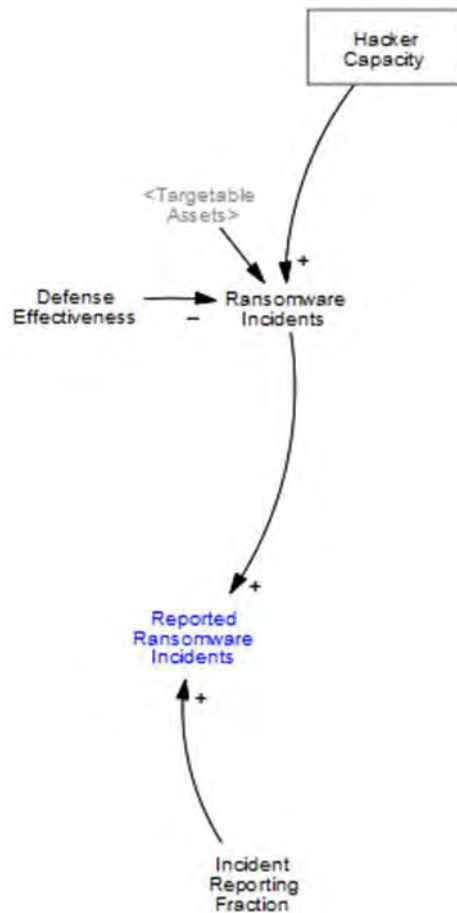 Hacker
Capacity
<Targetable
Assets>
+
Defense
Effectiveness
–
Ransomware
Incidents
+
Reported
Ransomware
Incidents
+
Incident
Reporting
Fraction